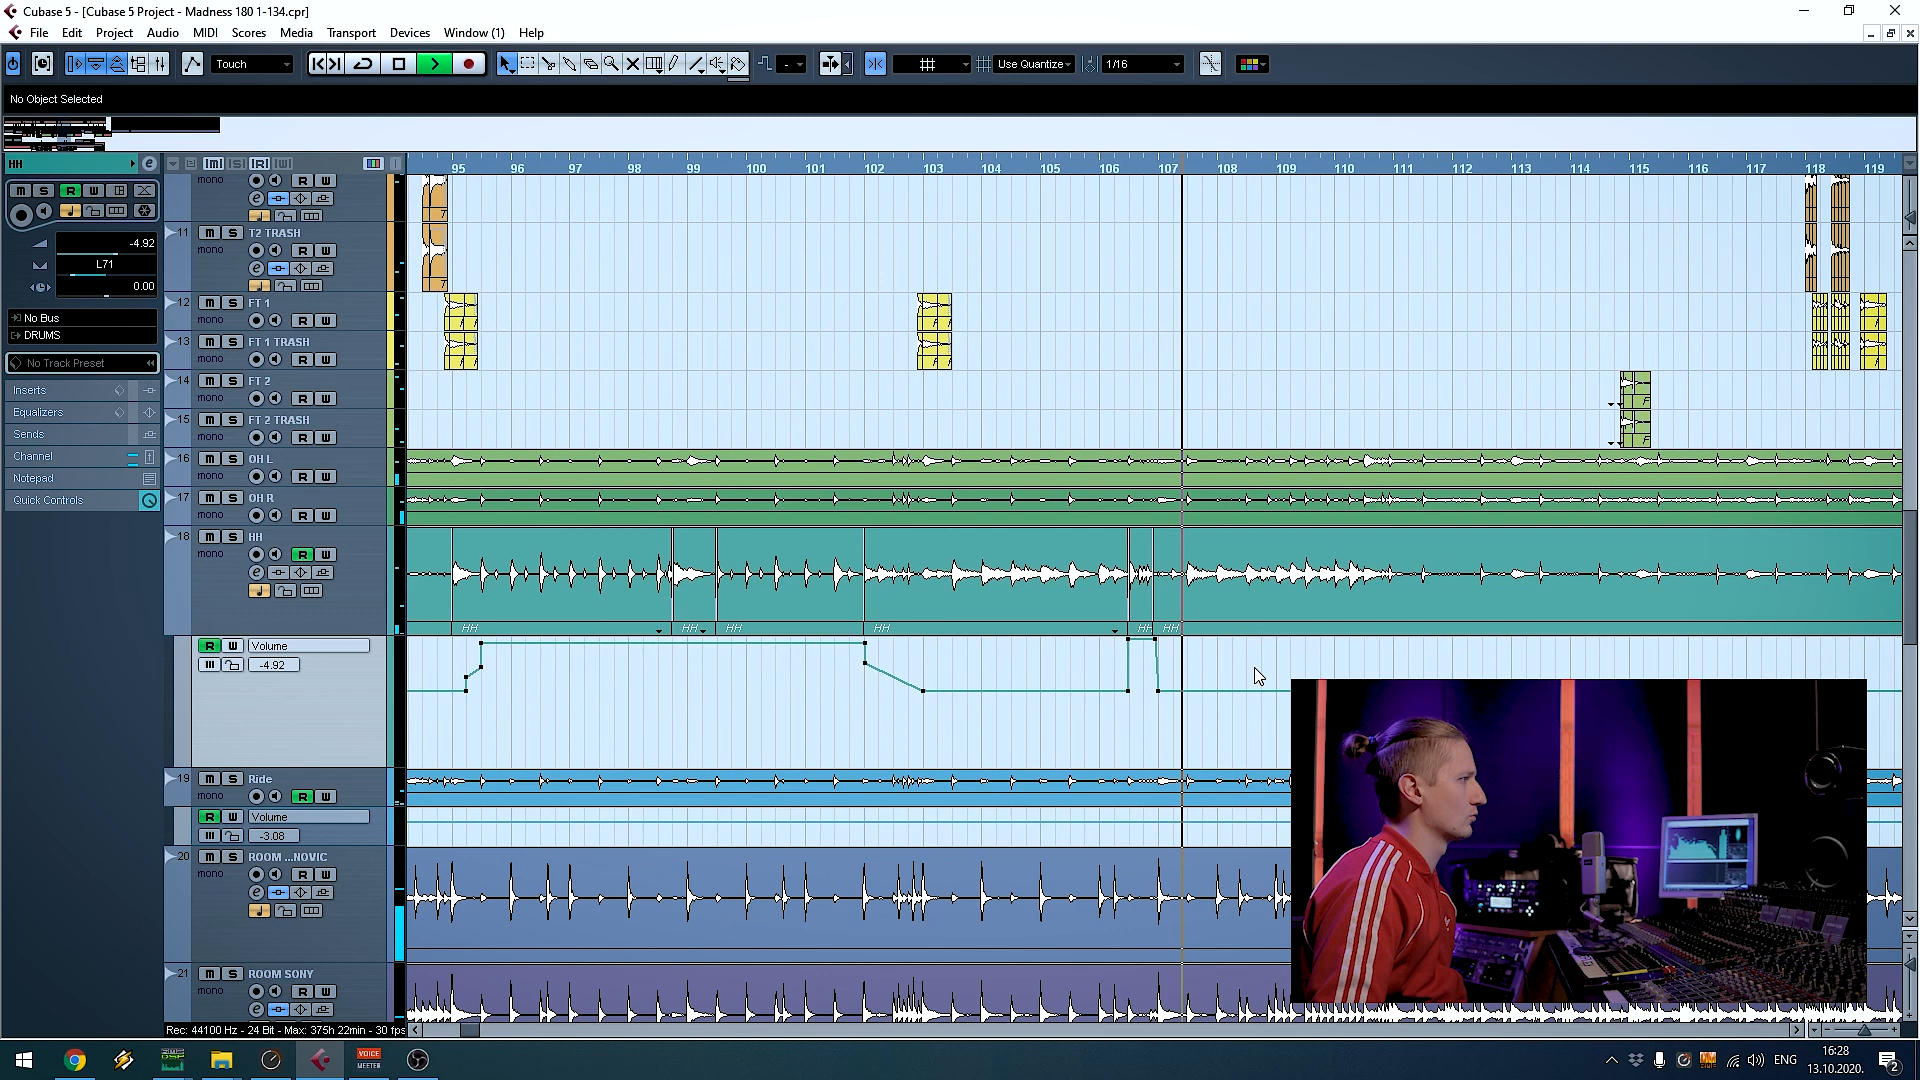 Cubase 5 - [Cubase 5 Project - Madness 180 1-134.cpr]
File Edit Project Audio MIDI Scores Media Transport Devices Window (1) Help
Touch
Use Quantize
1/16
No Object Selected
HH
95 96 97 98 99 100 101 102 103 104 105 106 107 108 109 110 111 112 113 114 115 116 117 118 119
-4.92
L71
0.00
No Bus
DRUMS
No Track Preset
Inserts
Equalizers
Sends
Channel
Notepad
Quick Controls
mono
11 T2 TRASH
mono
12 FT 1
mono
13 FT 1 TRASH
mono
14 FT 2
mono
15 FT 2 TRASH
mono
16 OH L
mono
17 OH R
mono
18 HH
mono
HH HH HH HH HH HH
R W Volume
-4.92
19 Ride
mono
R W Volume
-3.08
20 ROOM ...NOVIC
mono
21 ROOM SONY
mono
Rec: 44100 Hz - 24 Bit - Max: 375h 22min - 30 fps
VOICE
MEETER
ENG
16:28
13.10.2020.
2